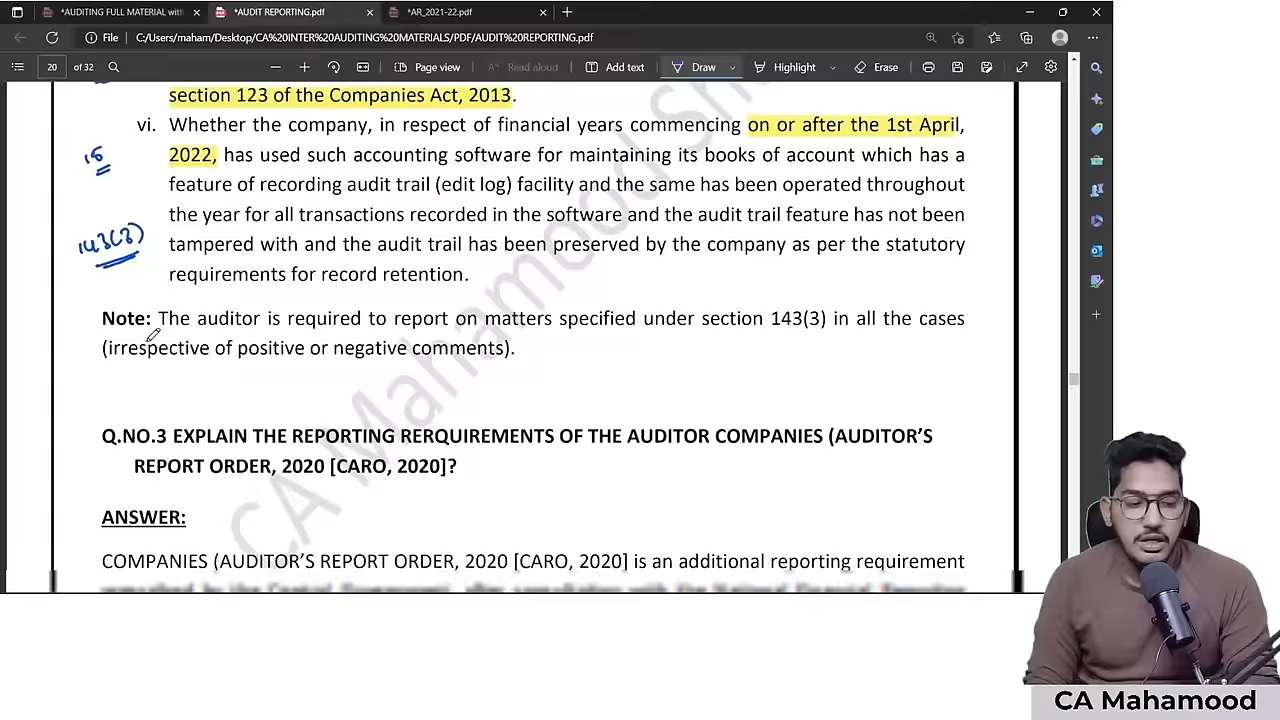 *AUDITING FULL MATERIAL with
*AUDIT REPORTING.pdf
*AR_2021-22.pdf
File
C:/Users/maham/Desktop/CA%20INTER%20AUDITING%20MATERIALS/PDF/AUDIT%20REPORTING.pdf
20 of 32
Page view
Read aloud
Add text
Draw
Highlight
Erase
section 123 of the Companies Act, 2013.
vi. Whether the company, in respect of financial years commencing on or after the 1st April,
2022, has used such accounting software for maintaining its books of account which has a
feature of recording audit trail (edit log) facility and the same has been operated throughout
the year for all transactions recorded in the software and the audit trail feature has not been
tampered with and the audit trail has been preserved by the company as per the statutory
requirements for record retention.
143(3)
Note: The auditor is required to report on matters specified under section 143(3) in all the cases
(irrespective of positive or negative comments).
Q.NO.3 EXPLAIN THE REPORTING RERQUIREMENTS OF THE AUDITOR COMPANIES (AUDITOR'S
REPORT ORDER, 2020 [CARO, 2020]?
ANSWER:
COMPANIES (AUDITOR'S REPORT ORDER, 2020 [CARO, 2020] is an additional reporting requirement
CA Mahamood
CA Mahamood